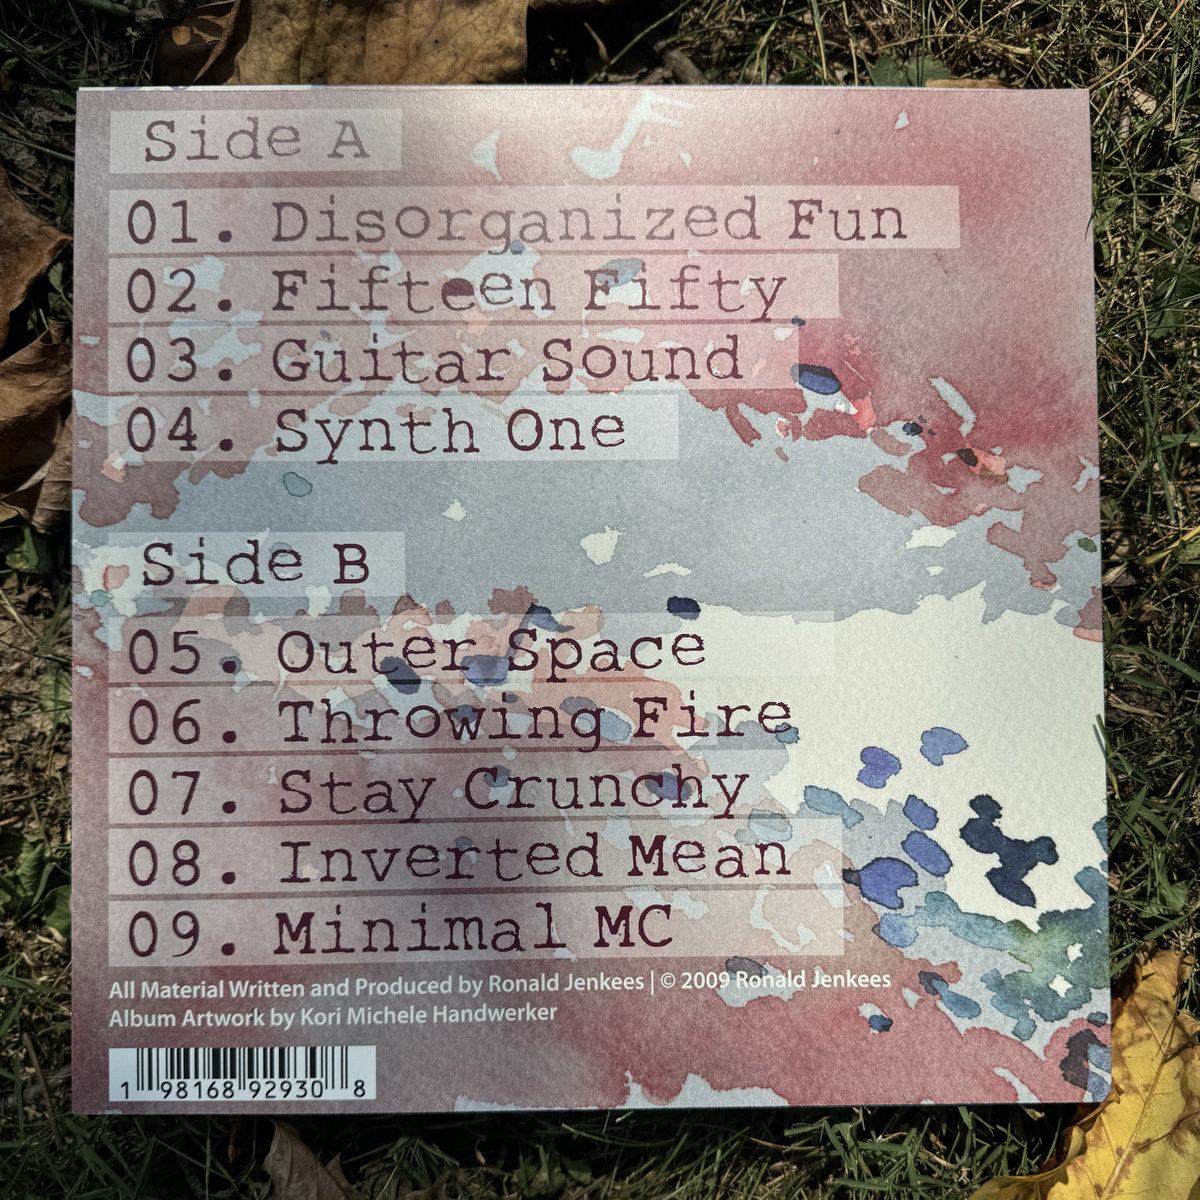 Side A
01. Disorganized Fun
02. Fifteen Fifty
03. Guitar Sound
04. Synth One
Side B
05. Outer Space
06. Throwing Fire
07. Stay Crunchy
08. Inverted Mean
09. Minimal MC
All Material Written and Produced by Ronald Jenkees | © 2009 Ronald Jenkees
Album Artwork by Kori Michele Handwerker
1 98168 92930 8